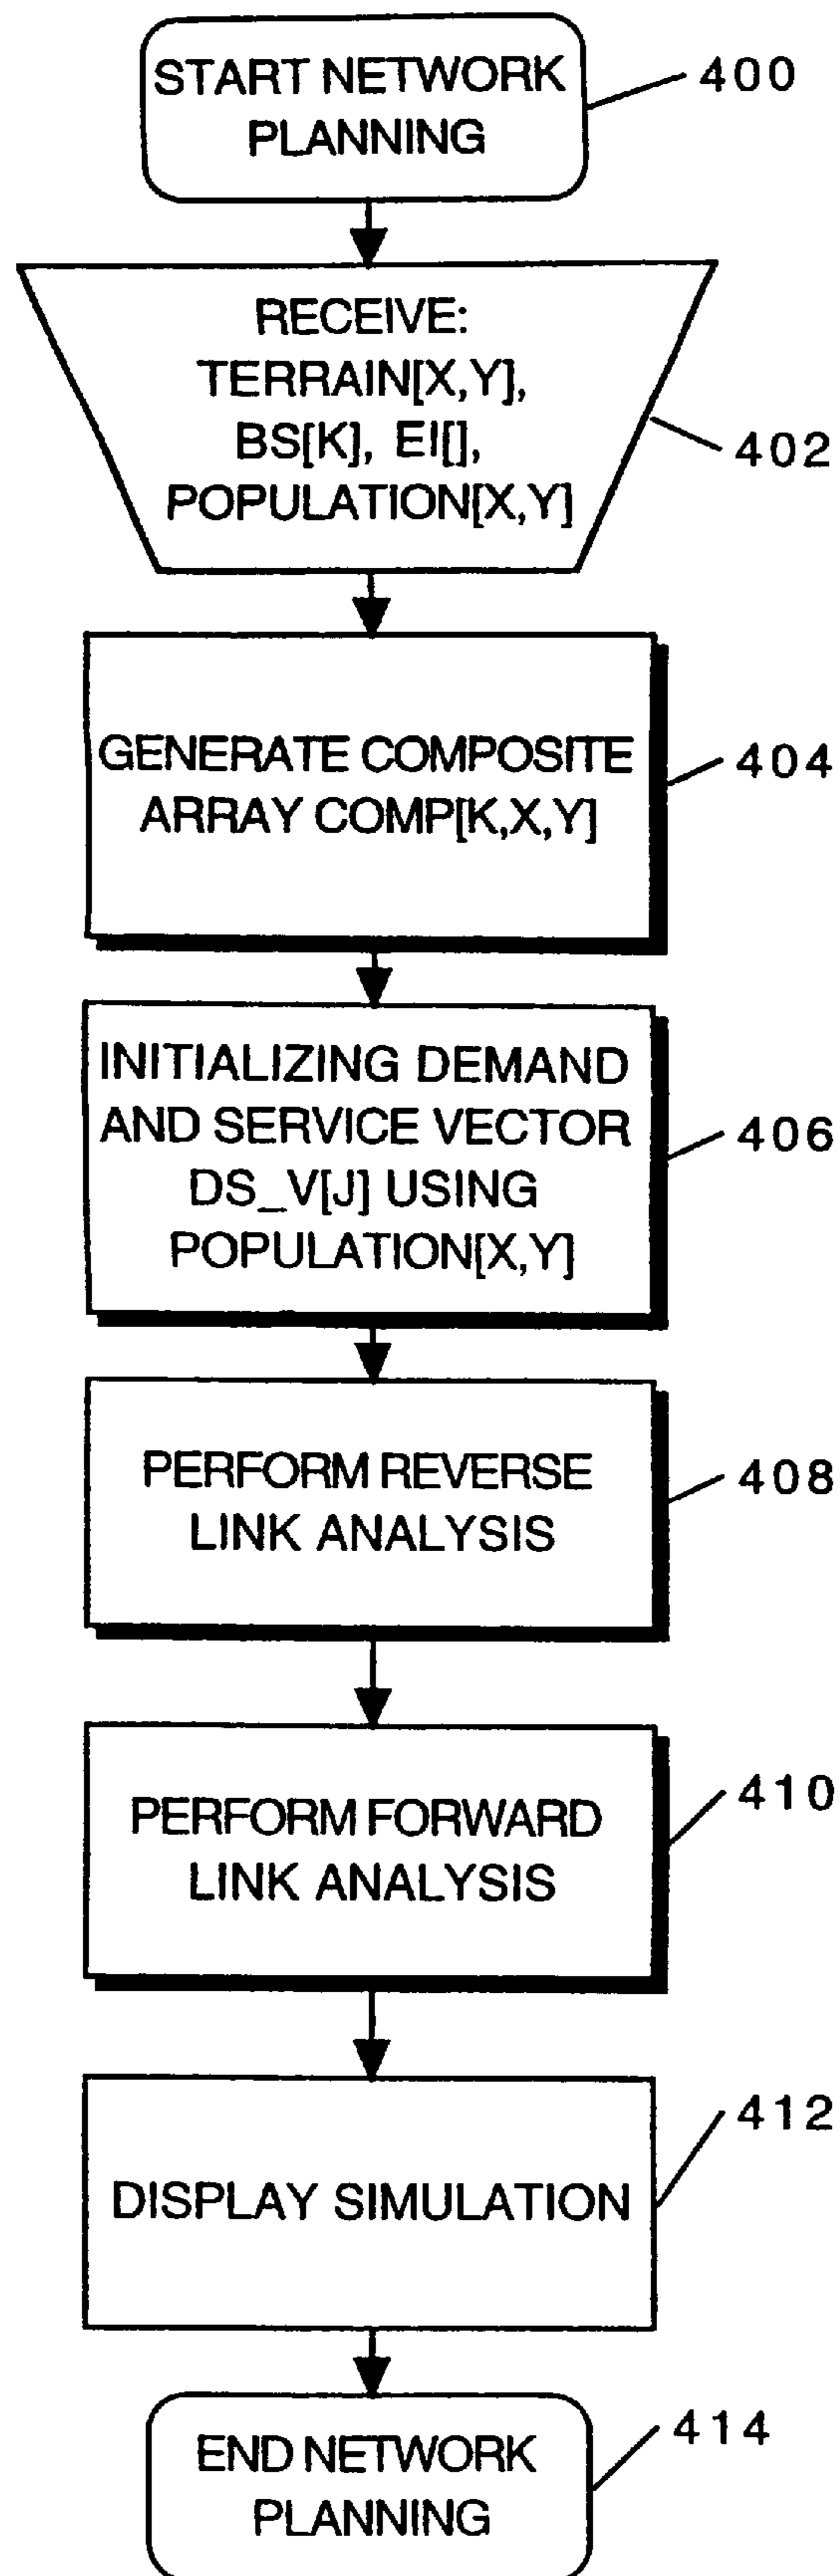 START NETWORK
PLANNING
400
RECEIVE:
TERRAIN[X,Y],
BS[K], EI[],
POPULATION[X,Y]
402
GENERATE COMPOSITE
ARRAY COMP[K,X,Y]
404
INITIALIZING DEMAND
AND SERVICE VECTOR
DS_V[J] USING
POPULATION[X,Y]
406
PERFORM REVERSE
LINK ANALYSIS
408
PERFORM FORWARD
LINK ANALYSIS
410
DISPLAY SIMULATION
412
END NETWORK
PLANNING
414